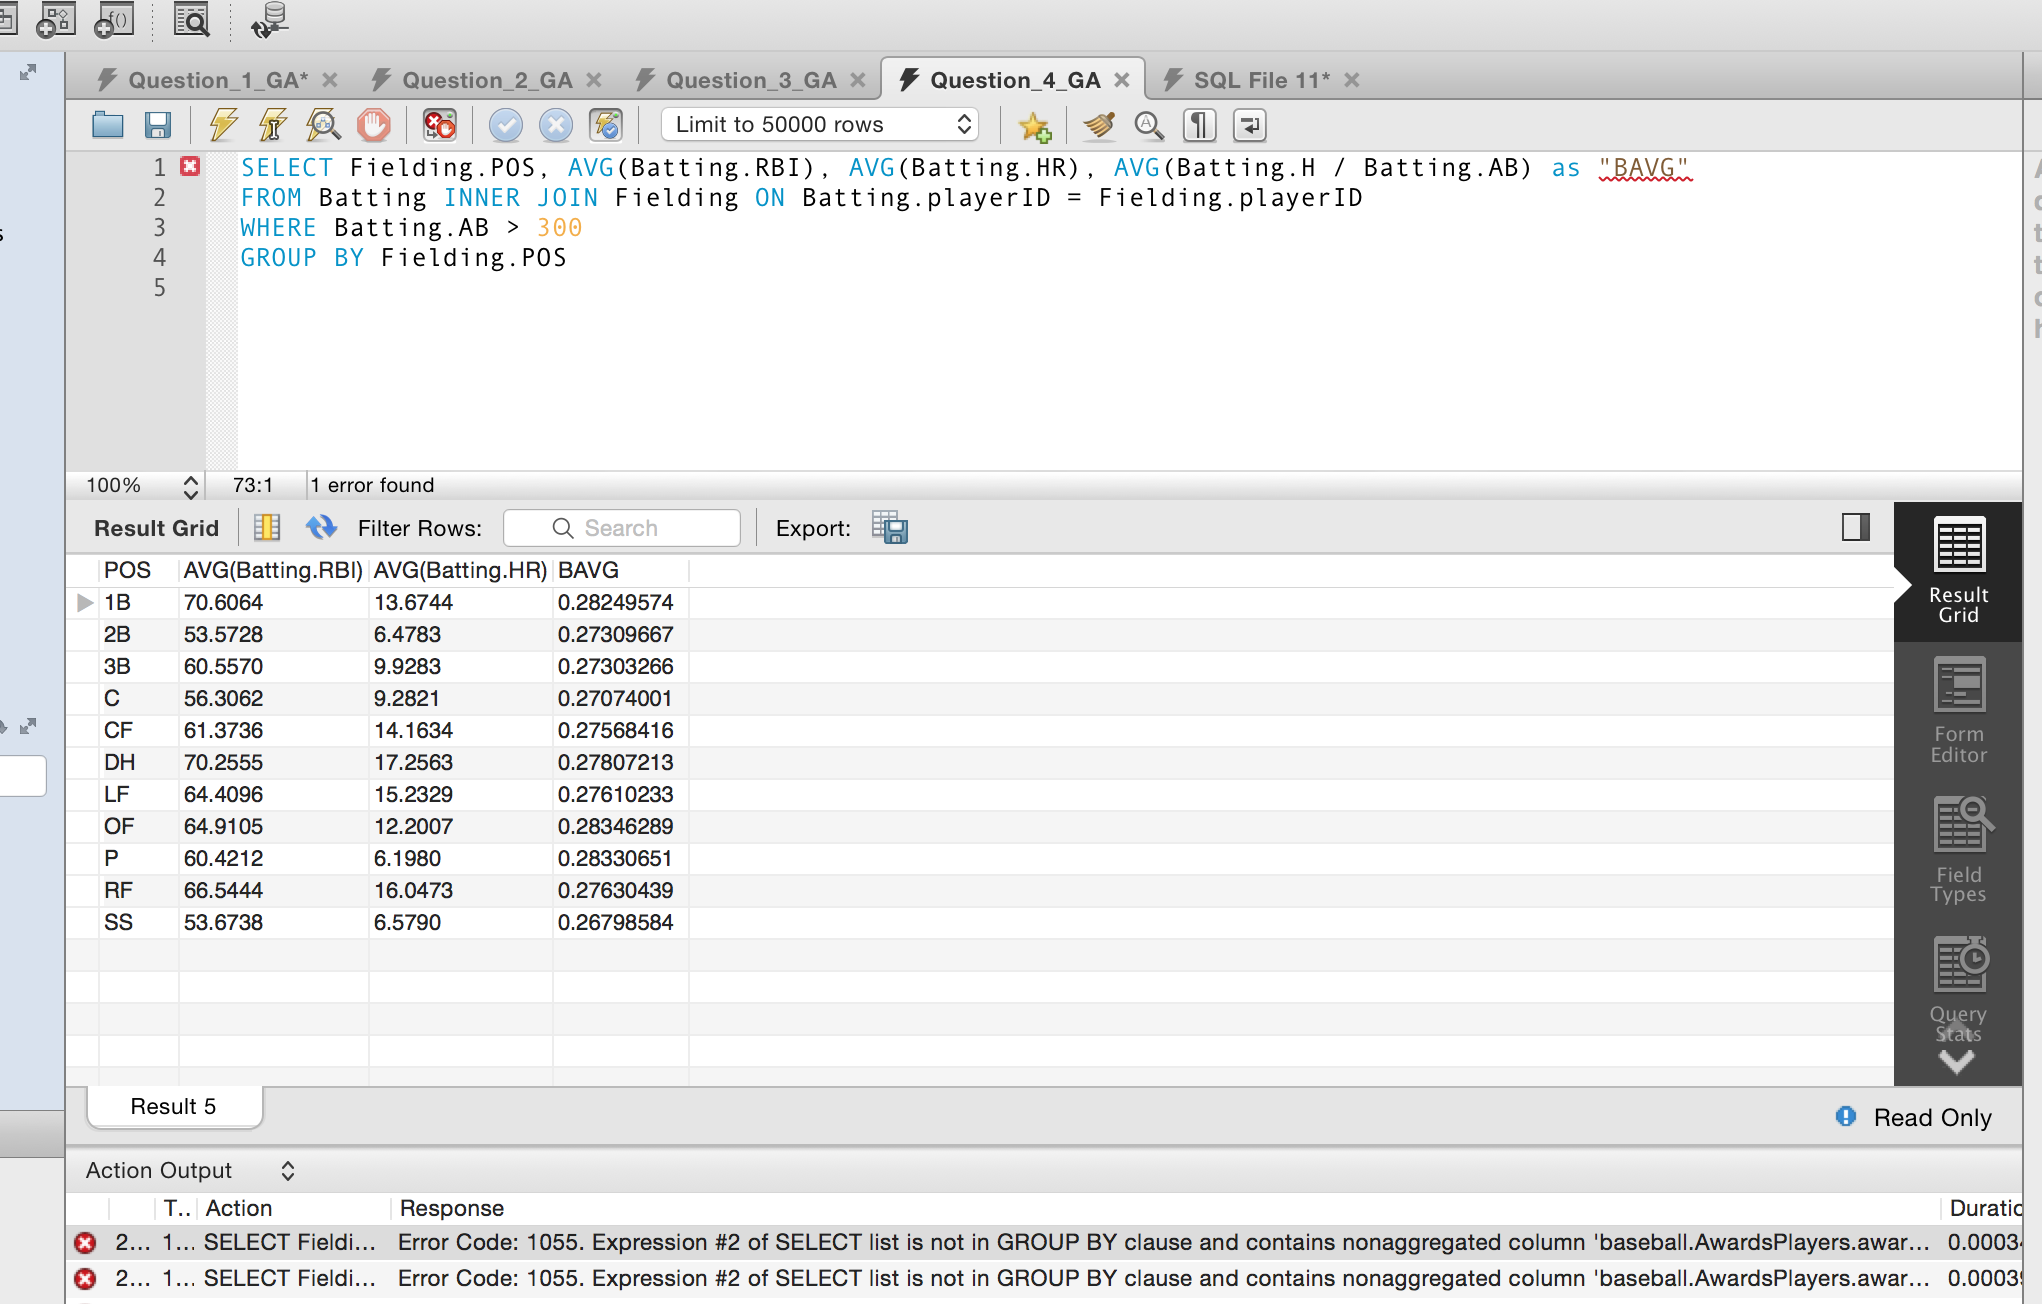 f()
Question_1_GA* Question_2_GA Question_3_GA Question_4_GA SQL File 11*
Limit to 50000 rows
1 SELECT Fielding.POS, AVG(Batting.RBI), AVG(Batting.HR), AVG(Batting.H / Batting.AB) as "BAVG"
2 FROM Batting INNER JOIN Fielding ON Batting.playerID = Fielding.playerID
3 WHERE Batting.AB > 300
4 GROUP BY Fielding.POS
5
100% 73:1 1 error found
Result Grid Filter Rows: Search Export:
POS AVG(Batting.RBI) AVG(Batting.HR) BAVG
1B 70.6064 13.6744 0.28249574
2B 53.5728 6.4783 0.27309667
3B 60.5570 9.9283 0.27303266
C 56.3062 9.2821 0.27074001
CF 61.3736 14.1634 0.27568416
DH 70.2555 17.2563 0.27807213
LF 64.4096 15.2329 0.27610233
OF 64.9105 12.2007 0.28346289
P 60.4212 6.1980 0.28330651
RF 66.5444 16.0473 0.27630439
SS 53.6738 6.5790 0.26798584
Result
Grid
Form
Editor
Field
Types
Query
Stats
Result 5
Read Only
Action Output
T.. Action Response Duratio
2... 1... SELECT Fieldi... Error Code: 1055. Expression #2 of SELECT list is not in GROUP BY clause and contains nonaggregated column 'baseball.AwardsPlayers.awar... 0.00034
2... 1... SELECT Fieldi... Error Code: 1055. Expression #2 of SELECT list is not in GROUP BY clause and contains nonaggregated column 'baseball.AwardsPlayers.awar... 0.00039